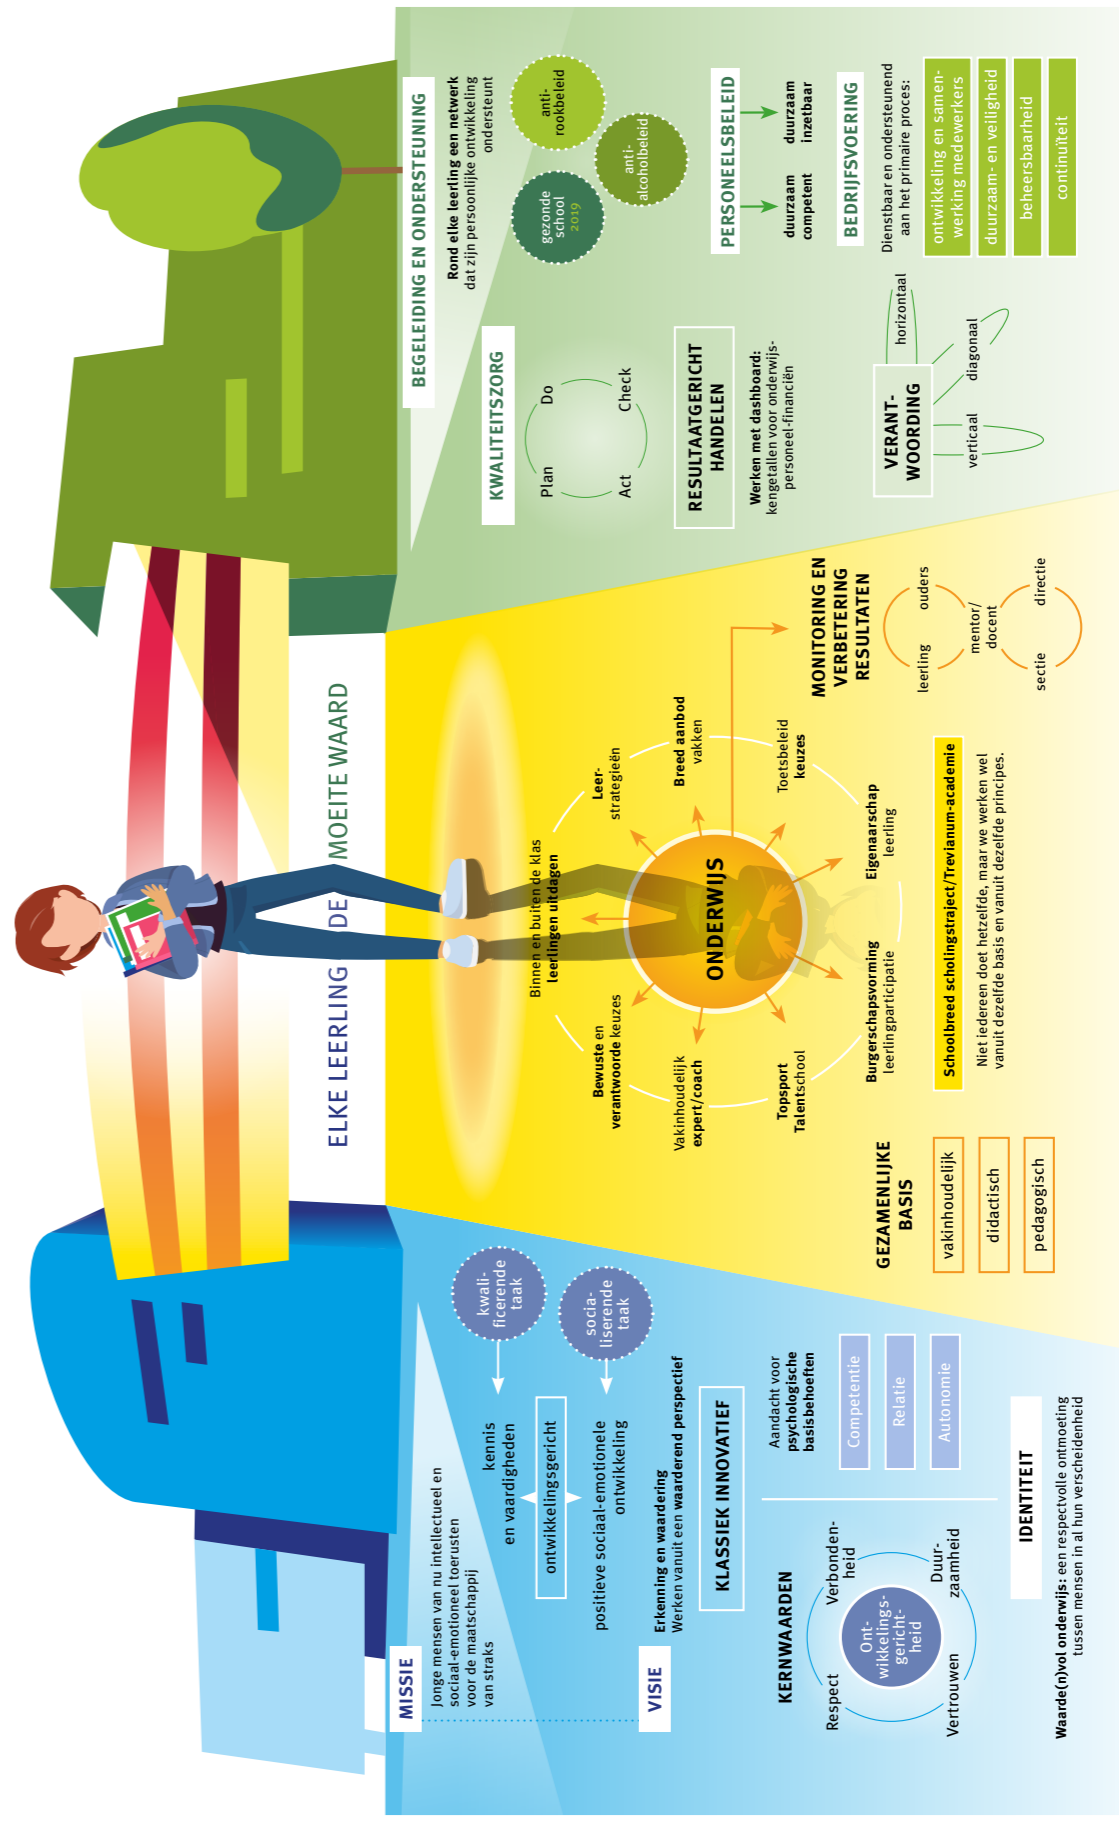 ELKE LEERLING DE MOEITE WAARD
MISSIE
Jonge mensen van nu intellectueel en
sociaal-emotioneel toerusten
voor de maatschappij
van straks
kwali-
ficerende
taak
kennis
en vaardigheden
ontwikkelingsgericht
socia-
liserende
taak
positieve sociaal-emotionele
ontwikkeling
VISIE
Erkenning en waardering
Werken vanuit een waarderend perspectief
KLASSIEK INNOVATIEF
KERNWAARDEN
Respect
Verbonden-
heid
Ont-
wikkelings-
gericht-
heid
Vertrouwen
Duur-
zaamheid
Aandacht voor
psychologische
basisbehoeften
Competentie
Relatie
Autonomie
IDENTITEIT
Waarde(n)vol onderwijs: een respectvolle ontmoeting
tussen mensen in al hun verscheidenheid
Binnen en buiten de klas
leerlingen uitdagen
Leer-
strategieën
Breed aanbod
vakken
Toetsbeleid
keuzes
Eigenaarschap
leerling
Burgerschapsvorming
leerlingparticipatie
Topsport
Talentschool
Vakinhoudelijk
expert/coach
Bewuste en
verantwoorde keuzes
ONDERWIJS
GEZAMENLIJKE
BASIS
vakinhoudelijk
didactisch
pedagogisch
Schoolbreed scholingstraject/Trevianum-academie
Niet iedereen doet hetzelfde, maar we werken wel
vanuit dezelfde basis en vanuit dezelfde principes.
MONITORING EN
VERBETERING
RESULTATEN
leerling
ouders
mentor/
docent
sectie
directie
BEGELEIDING EN ONDERSTEUNING
Rond elke leerling een netwerk
dat zijn persoonlijke ontwikkeling
ondersteunt
gezonde
school
2019
anti-
rookbeleid
anti-
alcoholbeleid
KWALITEITSZORG
Plan
Do
Act
Check
RESULTAATGERICHT
HANDELEN
Werken met dashboard:
kengetallen voor onderwijs-
personeel-financiën
PERSONEELSBELEID
duurzaam
competent
duurzaam
inzetbaar
BEDRIJFSVOERING
Dienstbaar en ondersteunend
aan het primaire proces:
ontwikkeling en samen-
werking medewerkers
duurzaam- en veiligheid
beheersbaarheid
continuïteit
VERANT-
WOORDING
horizontaal
diagonaal
verticaal